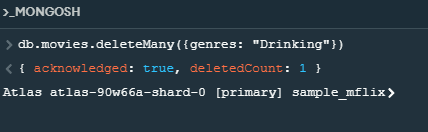 >_MONGOSH
> db.movies.deleteMany({genres: "Drinking"})
< { acknowledged: true, deletedCount: 1 }
Atlas atlas-90w66a-shard-0 [primary] sample_mflix>